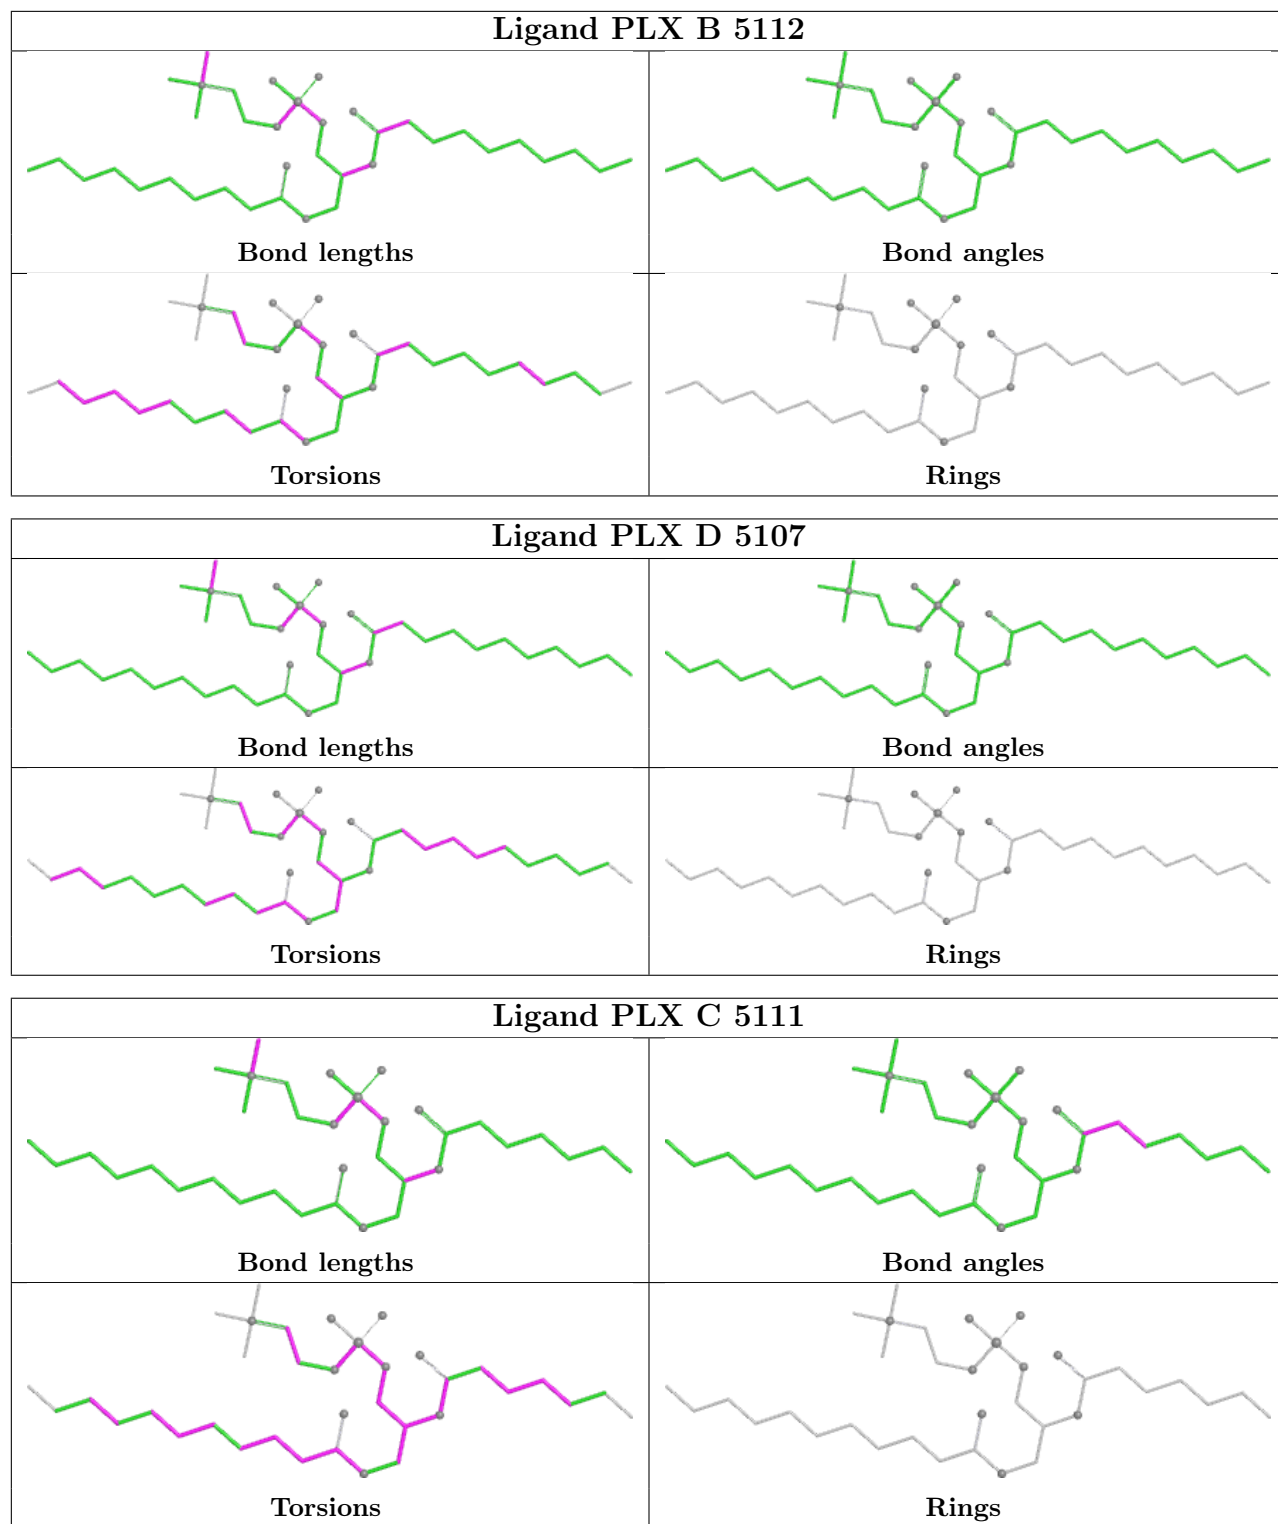 Ligand PLX B 5112
Bond lengths
Bond angles
Torsions
Rings
Ligand PLX D 5107
Bond lengths
Bond angles
Torsions
Rings
Ligand PLX C 5111
Bond lengths
Bond angles
Torsions
Rings